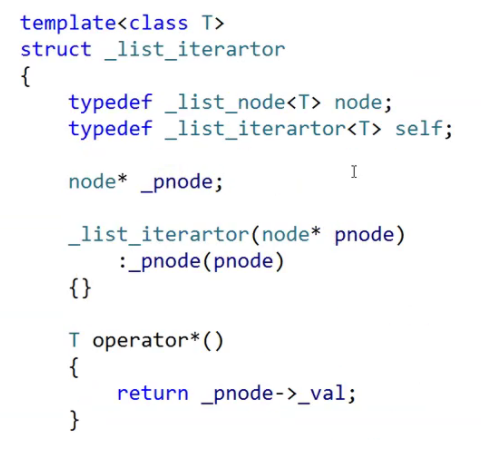 template<class T>
struct _list_iterartor
{
    typedef _list_node<T> node;
    typedef _list_iterartor<T> self;
    node* _pnode;
    _list_iterartor(node* pnode)
        :_pnode(pnode)
    {}
    T operator*()
    {
        return _pnode->_val;
    }